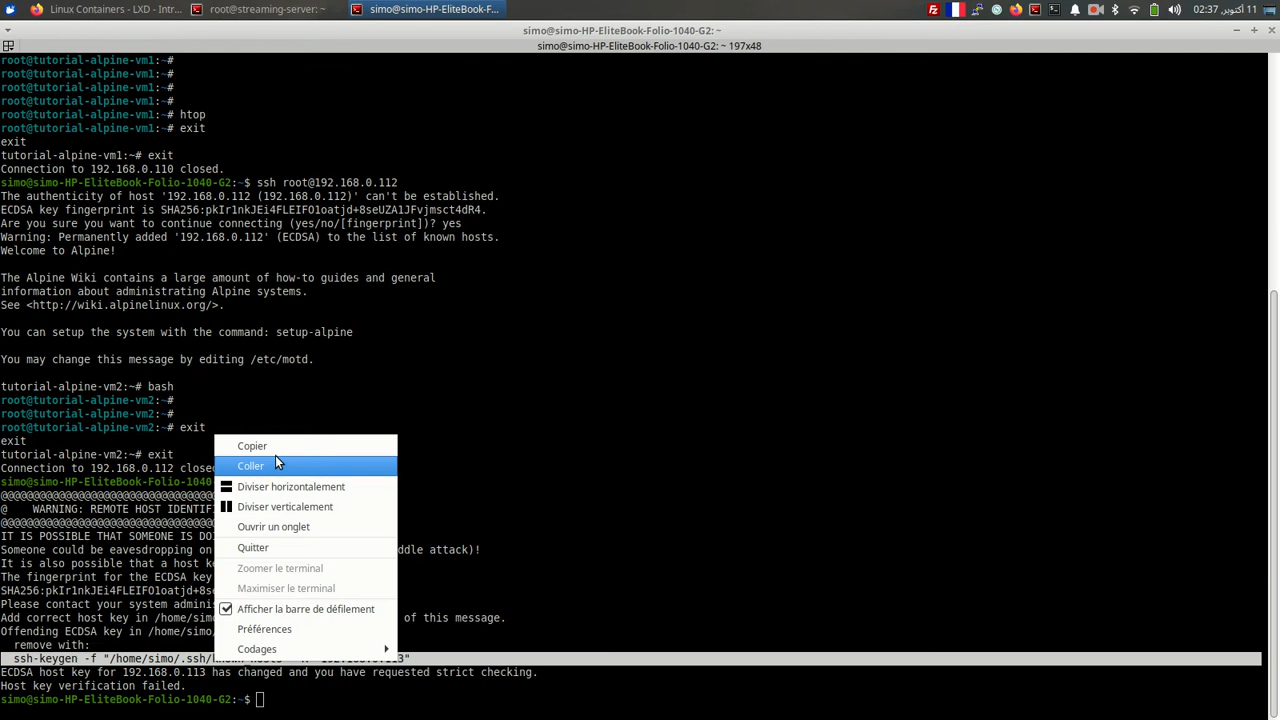 Linux Containers - LXD - Intr...
root@streaming-server: ~
simo@simo-HP-EliteBook-F...
11 أكتوبر, 02:37
simo@simo-HP-EliteBook-Folio-1040-G2: ~
simo@simo-HP-EliteBook-Folio-1040-G2: ~ 197x48
root@tutorial-alpine-vm1:~#
root@tutorial-alpine-vm1:~#
root@tutorial-alpine-vm1:~#
root@tutorial-alpine-vm1:~#
root@tutorial-alpine-vm1:~# htop
root@tutorial-alpine-vm1:~# exit
exit
tutorial-alpine-vm1:~# exit
Connection to 192.168.0.110 closed.
simo@simo-HP-EliteBook-Folio-1040-G2:~$ ssh root@192.168.0.112
The authenticity of host '192.168.0.112 (192.168.0.112)' can't be established.
ECDSA key fingerprint is SHA256:pkIr1nkJEi4FLEIFO1oatjd+8seUZA1JFvjmsct4dR4.
Are you sure you want to continue connecting (yes/no/[fingerprint])? yes
Warning: Permanently added '192.168.0.112' (ECDSA) to the list of known hosts.
Welcome to Alpine!
The Alpine Wiki contains a large amount of how-to guides and general
information about administrating Alpine systems.
See <http://wiki.alpinelinux.org/>.
You can setup the system with the command: setup-alpine
You may change this message by editing /etc/motd.
tutorial-alpine-vm2:~# bash
root@tutorial-alpine-vm2:~#
root@tutorial-alpine-vm2:~#
root@tutorial-alpine-vm2:~# exit
exit
tutorial-alpine-vm2:~# exit
Connection to 192.168.0.112 close
simo@simo-HP-EliteBook-Folio-1040
@@@@@@@@@@@@@@@@@@@@@@@@@@@@@@@@@@
@    WARNING: REMOTE HOST IDENTIF
@@@@@@@@@@@@@@@@@@@@@@@@@@@@@@@@@@
IT IS POSSIBLE THAT SOMEONE IS DO
Someone could be eavesdropping on ddle attack)!
It is also possible that a host k
The fingerprint for the ECDSA key
SHA256:pkIr1nkJEi4FLEIFO1oatjd+8s
Please contact your system admini
Add correct host key in /home/sim of this message.
Offending ECDSA key in /home/sim
remove with:
ssh-keygen -f "/home/simo/.ssh/
ECDSA host key for 192.168.0.113 has changed and you have requested strict checking.
Host key verification failed.
simo@simo-HP-EliteBook-Folio-1040-G2:~$
Copier
Coller
Diviser horizontalement
Diviser verticalement
Ouvrir un onglet
Quitter
Zoomer le terminal
Maximiser le terminal
Afficher la barre de défilement
Préférences
Codages